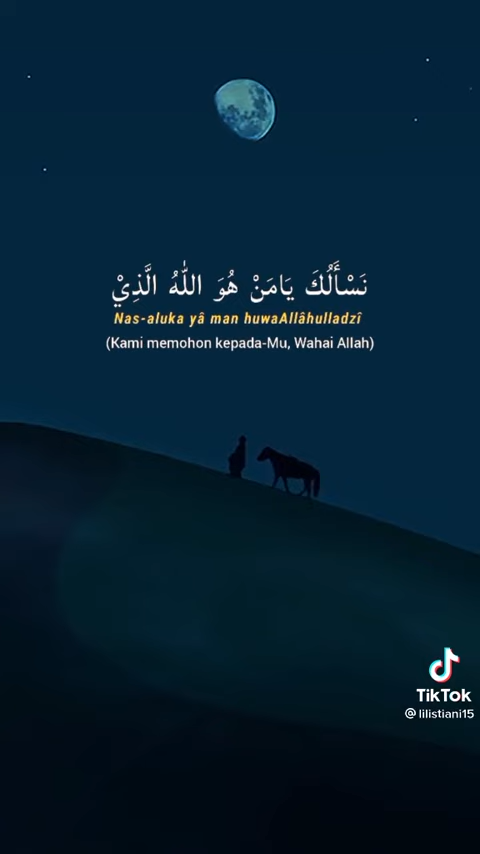 نَسْأَلُكَ يَامَنْ هُوَ اللّٰهُ الَّذِيْ
Nas-aluka yâ man huwaAllâhulladzî
(Kami memohon kepada-Mu, Wahai Allah)
TikTok
@lilistiani15